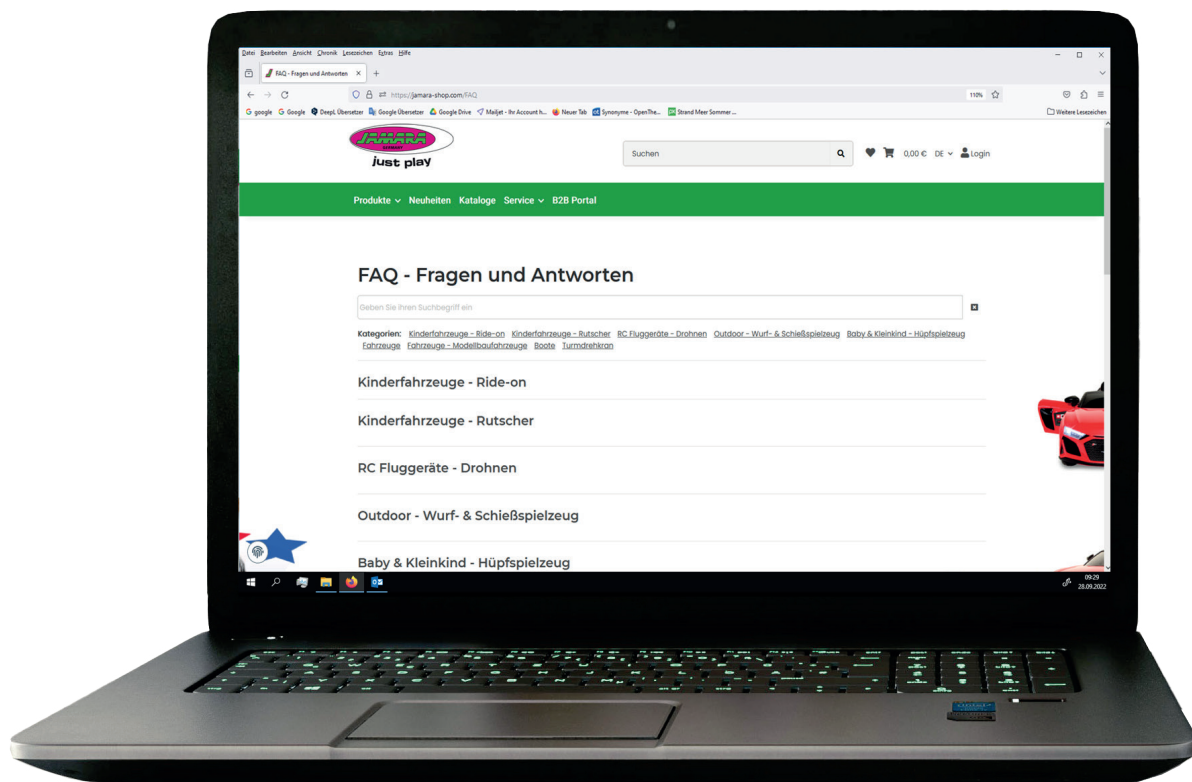 Datei Bearbeiten Ansicht Chronik Lesezeichen Extras Hilfe
FAQ - Fragen und Antworten
https://jamara-shop.com/FAQ
110%
google Google DeepL Übersetzer Google Übersetzer Google Drive Mailjet - Ihr Account h... Neuer Tab Synonyme - OpenThe... Strand Meer Sommer ... Weitere Lesezeichen
JAMARA
GERMANY
just play
Suchen
0,00 € DE Login
Produkte Neuheiten Kataloge Service B2B Portal
FAQ - Fragen und Antworten
Geben Sie ihren Suchbegriff ein
Kategorien: Kinderfahrzeuge - Ride-on Kinderfahrzeuge - Rutscher RC Fluggeräte - Drohnen Outdoor - Wurf- & Schießspielzeug Baby & Kleinkind - Hüpfspielzeug
Fahrzeuge Fahrzeuge - Modellbaufahrzeuge Boote Turmdrehkran
Kinderfahrzeuge - Ride-on
Kinderfahrzeuge - Rutscher
RC Fluggeräte - Drohnen
Outdoor - Wurf- & Schießspielzeug
Baby & Kleinkind - Hüpfspielzeug
09:29
28.09.2022